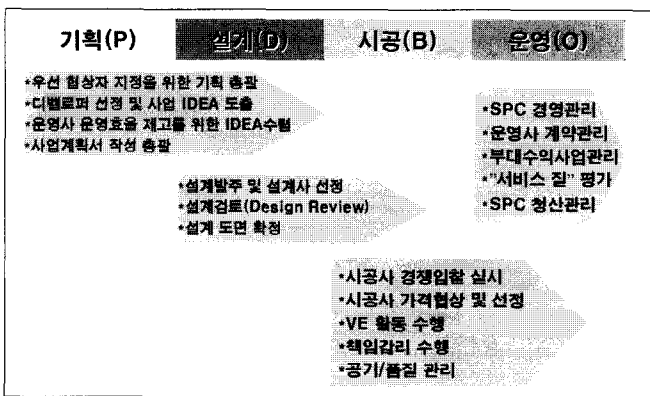 기획(P) 설계(D) 시공(B) 운영(O)
•우선 협상자 지정을 위한 기획 총괄
•디벨로퍼 선정 및 사업 IDEA 도출
•운영사 운영효율 제고를 위한 IDEA수렴
•사업계획서 작성 총괄
•설계발주 및 설계사 선정
•설계검토(Design Review)
•설계 도면 확정
•시공사 경쟁입찰 실시
•시공사 가격협상 및 선정
•VE 활동 수행
•책임감리 수행
•공기/품질 관리
•SPC 경영관리
•운영사 계약관리
•부대수익사업관리
•"서비스 질" 평가
•SPC 청산관리